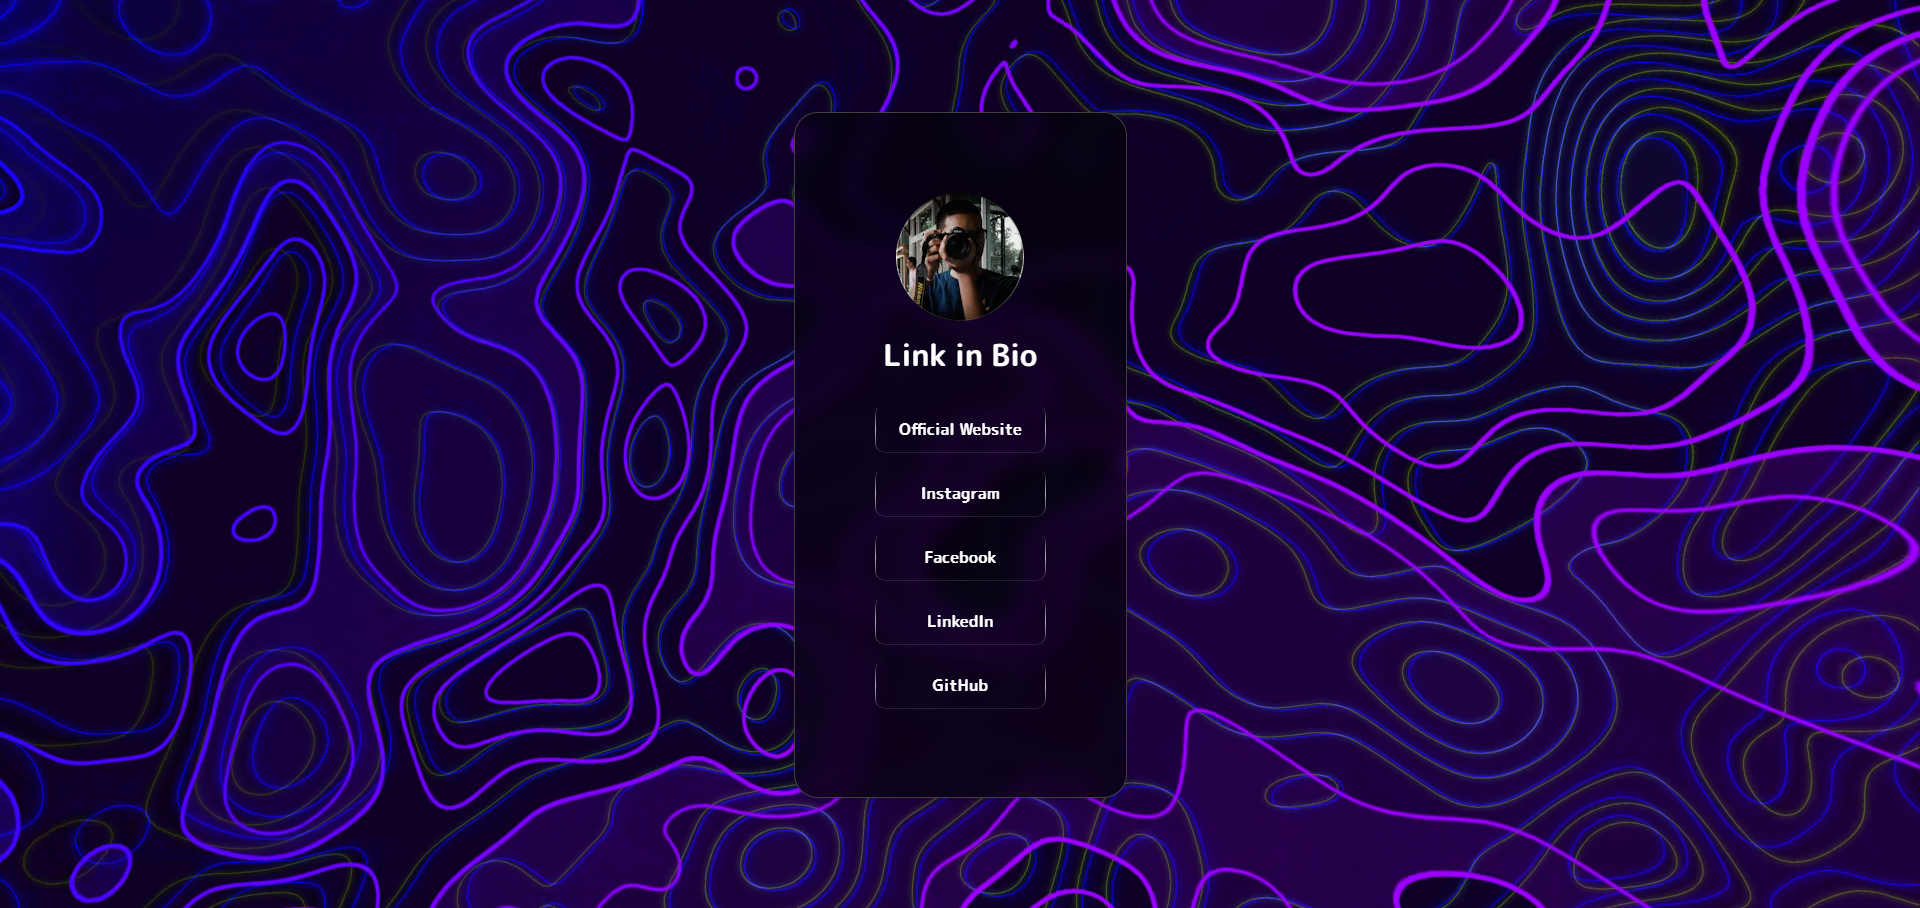 Link in Bio
Official Website
Instagram
Facebook
LinkedIn
GitHub